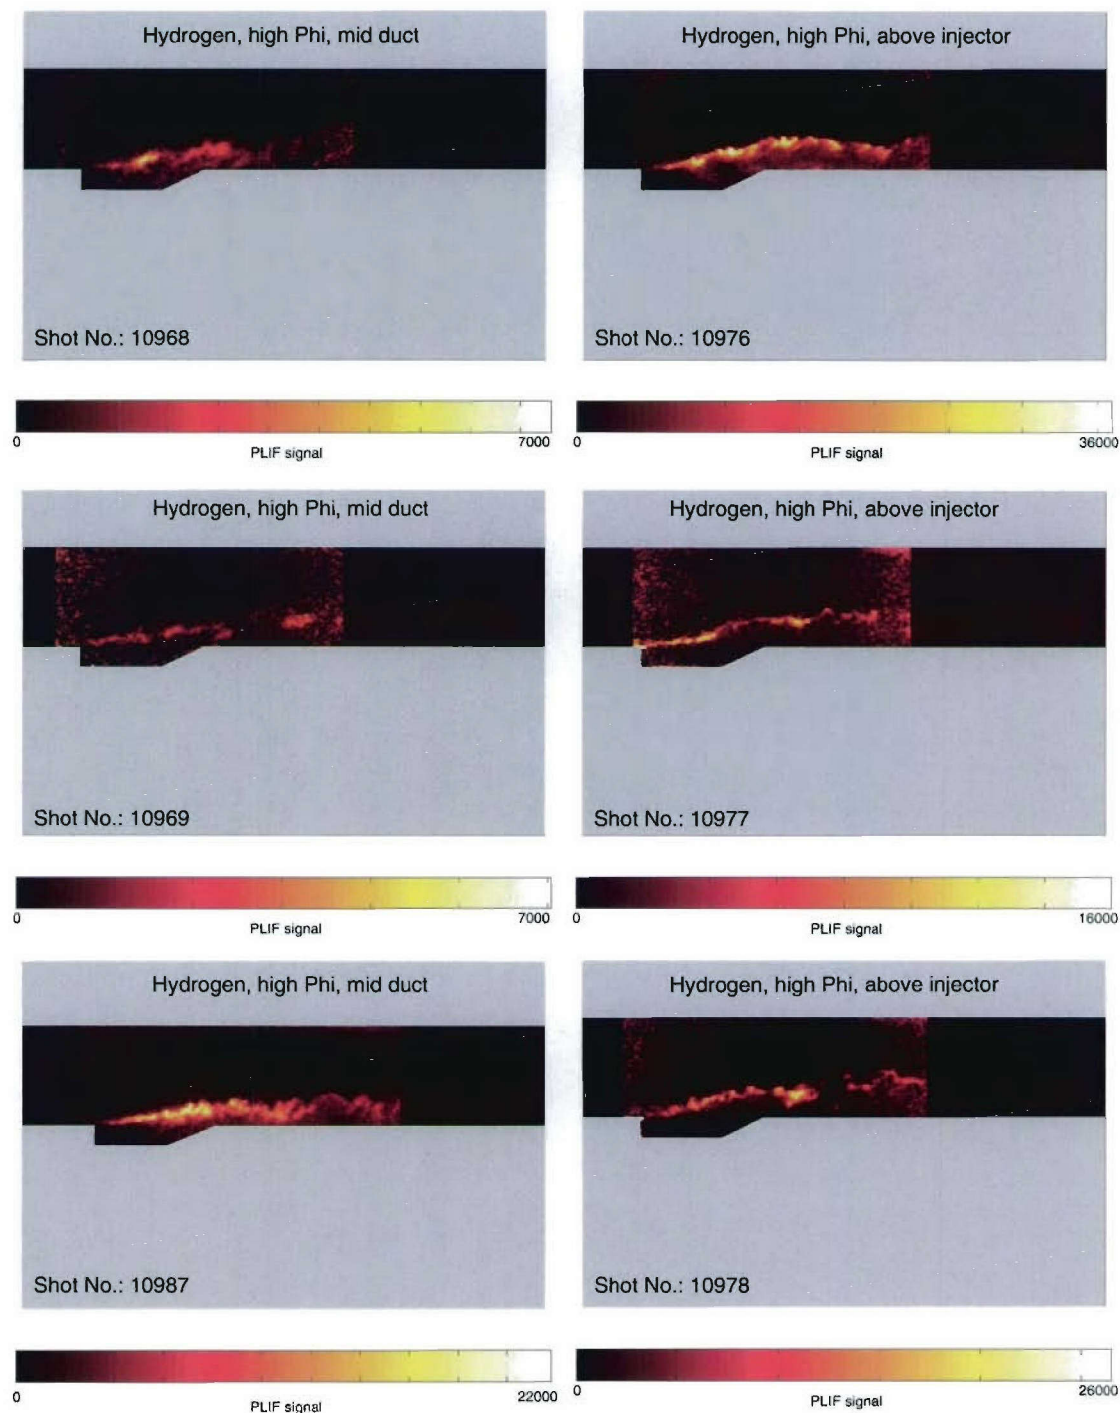 Hydrogen, high Phi, mid duct
Shot No.: 10968
0
7000
PLIF signal
Hydrogen, high Phi, above injector
Shot No.: 10976
0
36000
PLIF signal
Hydrogen, high Phi, mid duct
Shot No.: 10969
0
7000
PLIF signal
Hydrogen, high Phi, above injector
Shot No.: 10977
0
16000
PLIF signal
Hydrogen, high Phi, mid duct
Shot No.: 10987
0
22000
PLIF signal
Hydrogen, high Phi, above injector
Shot No.: 10978
0
26000
PLIF signal